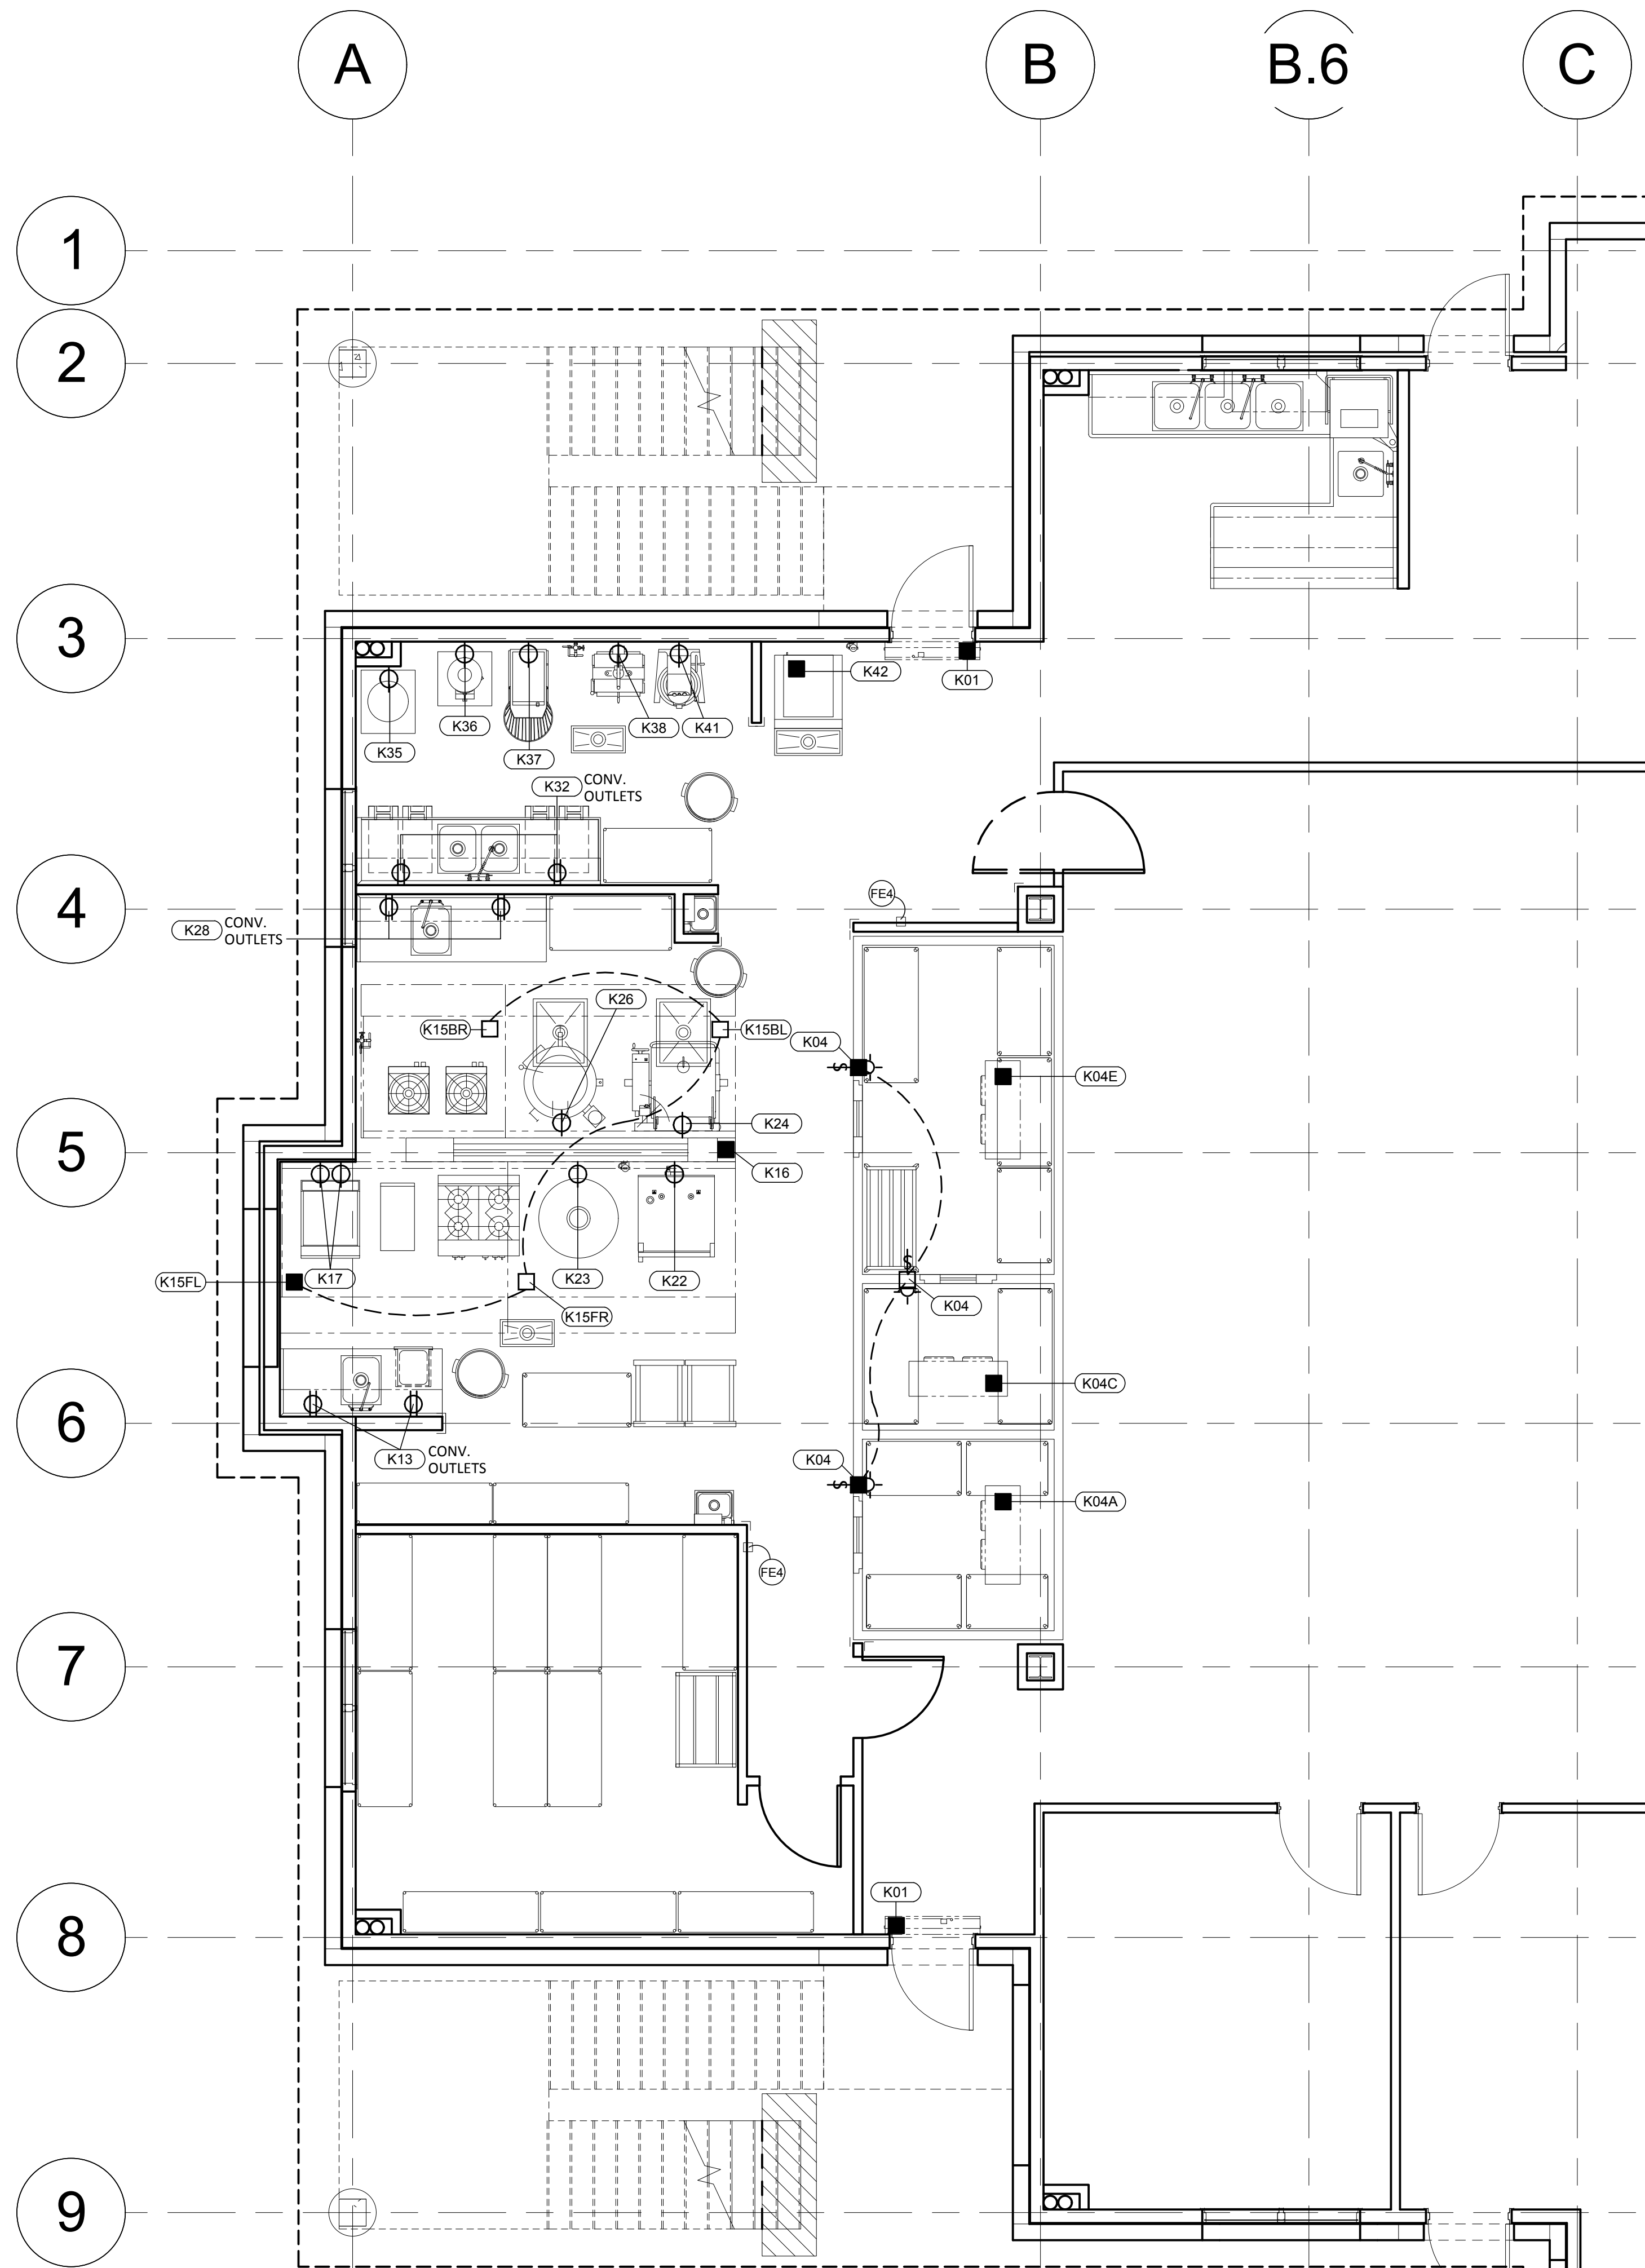 A
B
B.6
C
1
2
3
K42
K01
K36
K38
K41
K35
K37
K32 CONV.
OUTLETS
4
FE4
K28 CONV.
OUTLETS
K26
K15BR
K15BL
K04
K04E
K24
5
K16
K15FL
K17
K23
K22
K04
K15FR
K04C
6
K13 CONV.
OUTLETS
K04
K04A
FE4
7
K01
8
9
S
S
S